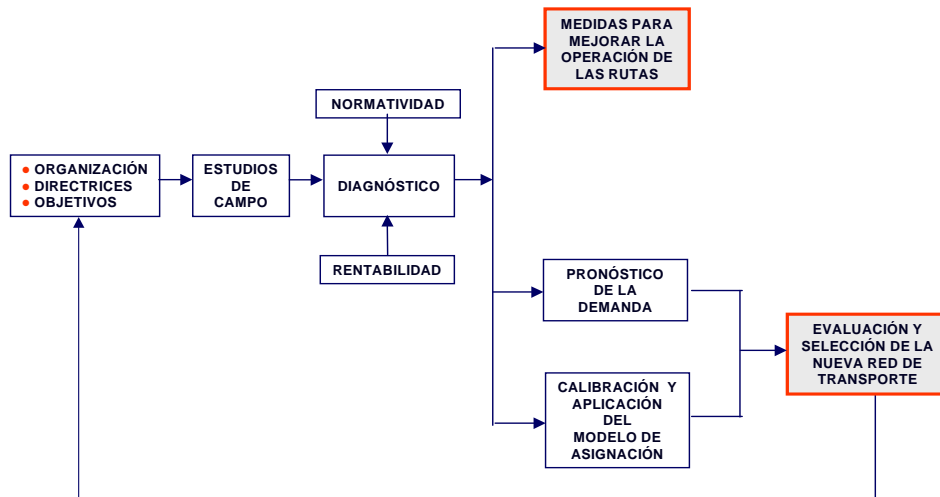 MEDIDAS PARA
MEJORAR LA
OPERACIÓN DE
LAS RUTAS
NORMATIVIDAD
• ORGANIZACIÓN
• DIRECTRICES
• OBJETIVOS
ESTUDIOS
DE
CAMPO
DIAGNÓSTICO
RENTABILIDAD
PRONÓSTICO
DE LA
DEMANDA
EVALUACIÓN Y
SELECCIÓN DE LA
NUEVA RED DE
TRANSPORTE
CALIBRACIÓN Y
APLICACIÓN
DEL
MODELO DE
ASIGNACIÓN